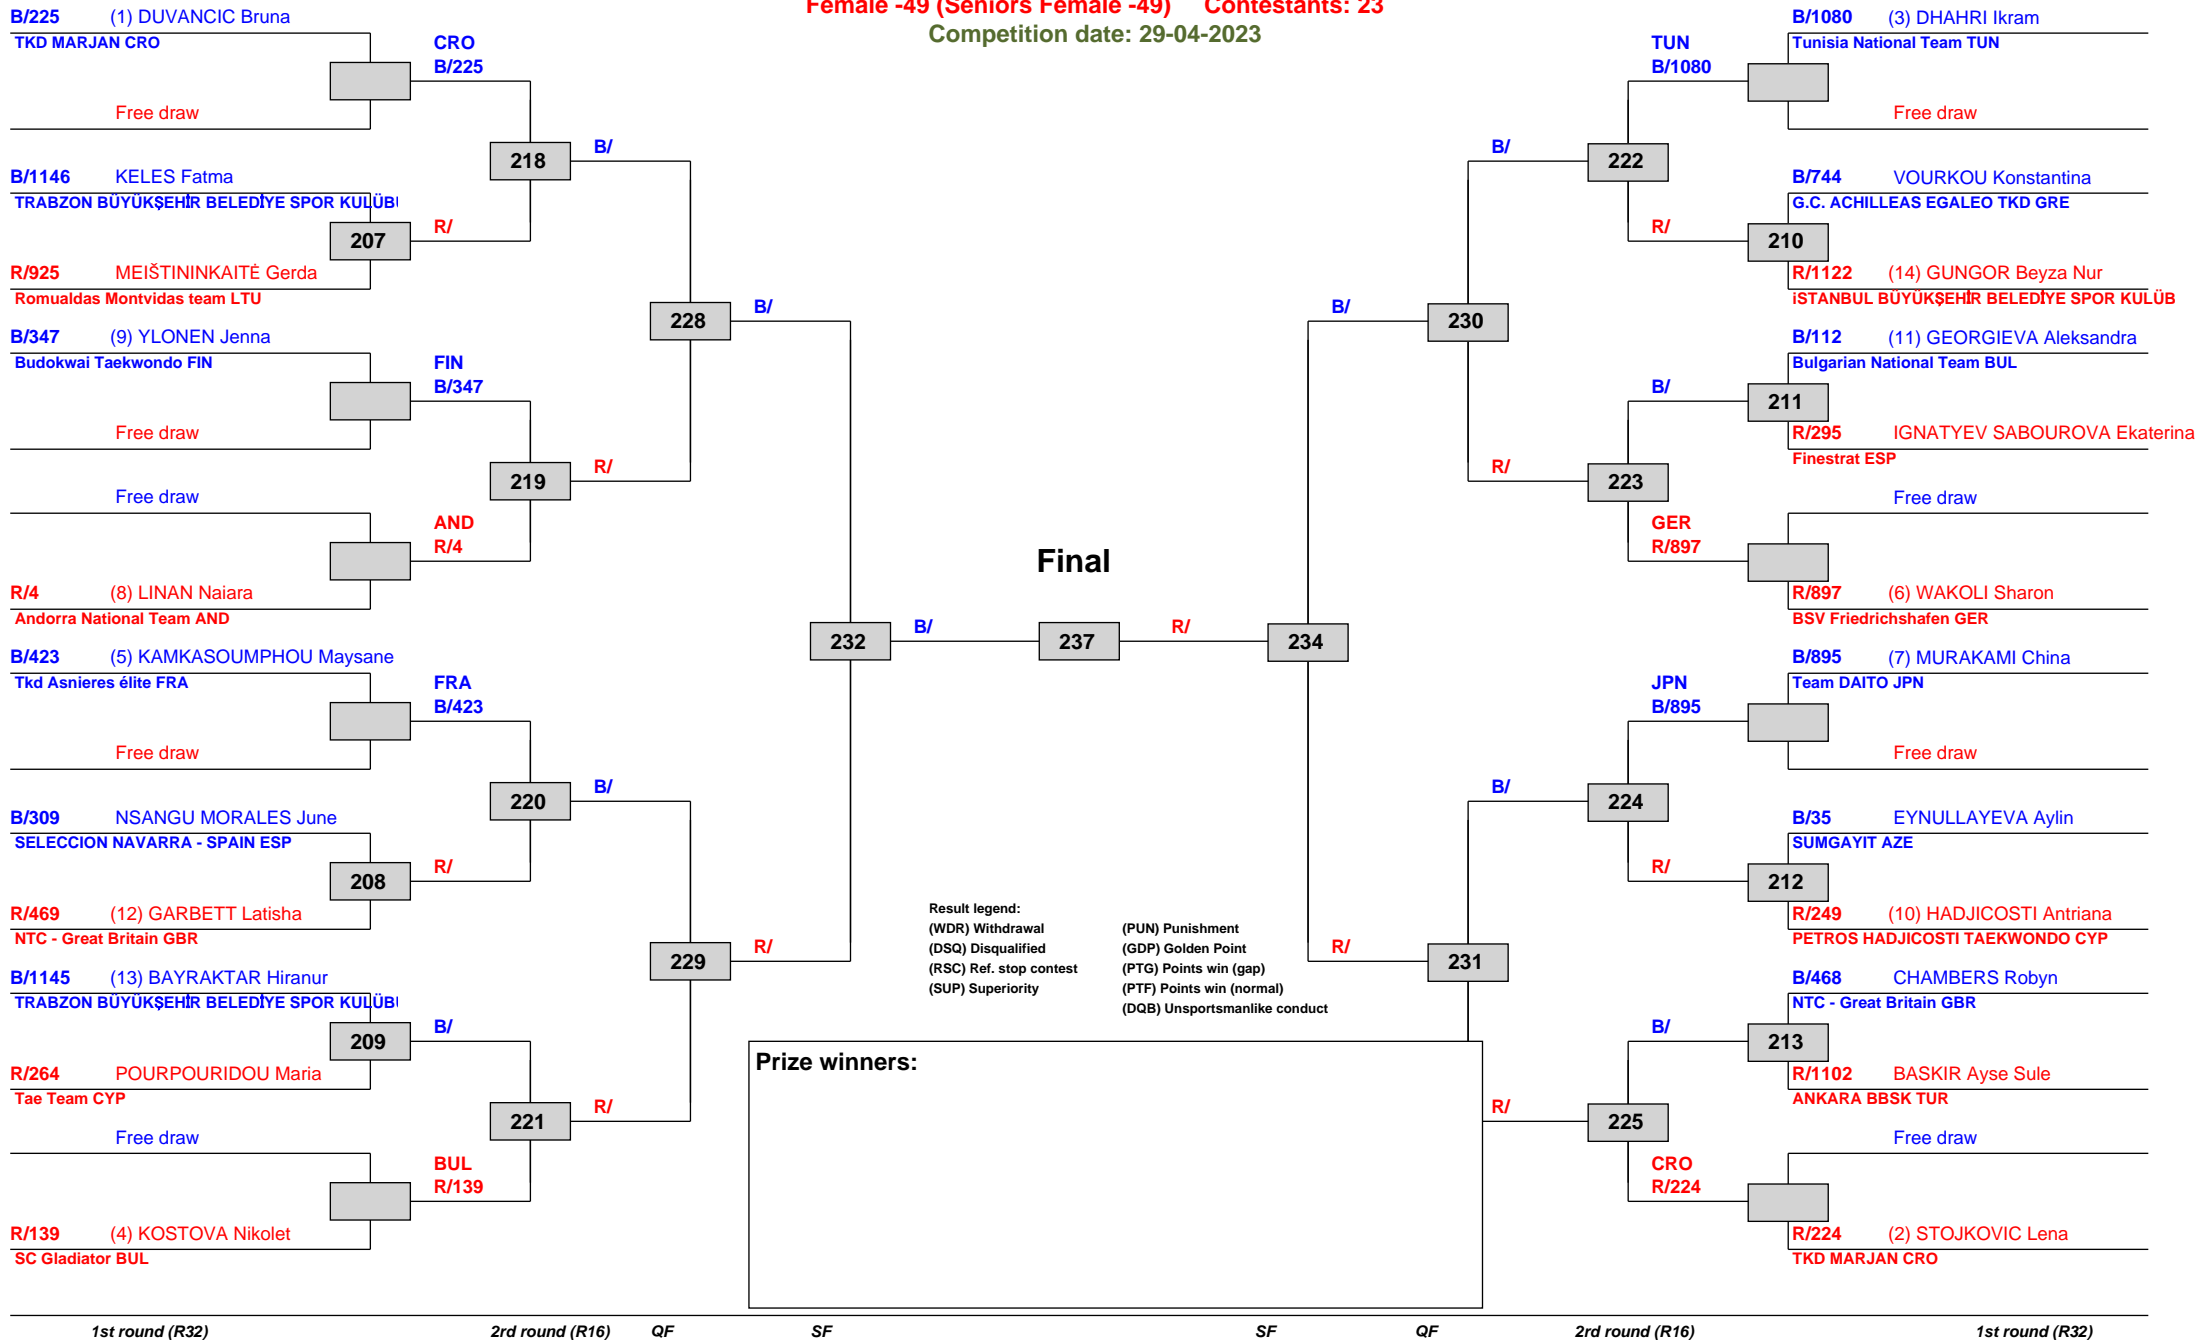 Female -49 (Seniors Female -49) Contestants: 23
Competition date: 29-04-2023
B/225 (1) DUVANCIC Bruna
TKD MARJAN CRO
Free draw
CRO
B/225
B/1146 KELES Fatma
TRABZON BÜYÜKŞEHİR BELEDİYE SPOR KULÜBÜ
207
R/925 MEIŠTININKAITĖ Gerda
Romualdas Montvidas team LTU
R/
218
B/
B/347 (9) YLONEN Jenna
Budokwai Taekwondo FIN
Free draw
FIN
B/347
Free draw
R/4 (8) LINAN Naiara
Andorra National Team AND
AND
R/4
219
R/
228
B/
B/423 (5) KAMKASOUMPHOU Maysane
Tkd Asnieres élite FRA
Free draw
FRA
B/423
B/309 NSANGU MORALES June
SELECCION NAVARRA - SPAIN ESP
208
R/469 (12) GARBETT Latisha
NTC - Great Britain GBR
R/
220
B/
B/1145 (13) BAYRAKTAR Hiranur
TRABZON BÜYÜKŞEHİR BELEDİYE SPOR KULÜBÜ
209
R/264 POURPOURIDOU Maria
Tae Team CYP
B/
Free draw
R/139 (4) KOSTOVA Nikolet
SC Gladiator BUL
BUL
R/139
221
R/
229
R/
232
B/
Final
237
R/
234
B/
R/
230
B/
R/
231
B/
R/
222
TUN
B/1080
R/
B/1080 (3) DHAHRI Ikram
Tunisia National Team TUN
Free draw
B/744 VOURKOU Konstantina
G.C. ACHILLEAS EGALEO TKD GRE
210
R/1122 (14) GUNGOR Beyza Nur
iSTANBUL BÜYÜKŞEHİR BELEDİYE SPOR KULÜB
B/112 (11) GEORGIEVA Aleksandra
Bulgarian National Team BUL
211
R/295 IGNATYEV SABOUROVA Ekaterina
Finestrat ESP
B/
223
GER
R/897
Free draw
R/897 (6) WAKOLI Sharon
BSV Friedrichshafen GER
B/895 (7) MURAKAMI China
Team DAITO JPN
JPN
B/895
Free draw
224
R/
B/35 EYNULLAYEVA Aylin
SUMGAYIT AZE
212
R/249 (10) HADJICOSTI Antriana
PETROS HADJICOSTI TAEKWONDO CYP
B/468 CHAMBERS Robyn
NTC - Great Britain GBR
213
R/1102 BASKIR Ayse Sule
ANKARA BBSK TUR
B/
225
CRO
R/224
Free draw
R/224 (2) STOJKOVIC Lena
TKD MARJAN CRO
Result legend:
(WDR) Withdrawal (PUN) Punishment
(DSQ) Disqualified (GDP) Golden Point
(RSC) Ref. stop contest (PTG) Points win (gap)
(SUP) Superiority (PTF) Points win (normal)
(DQB) Unsportsmanlike conduct
Prize winners:
1st round (R32) 2rd round (R16) QF SF SF QF 2rd round (R16) 1st round (R32)